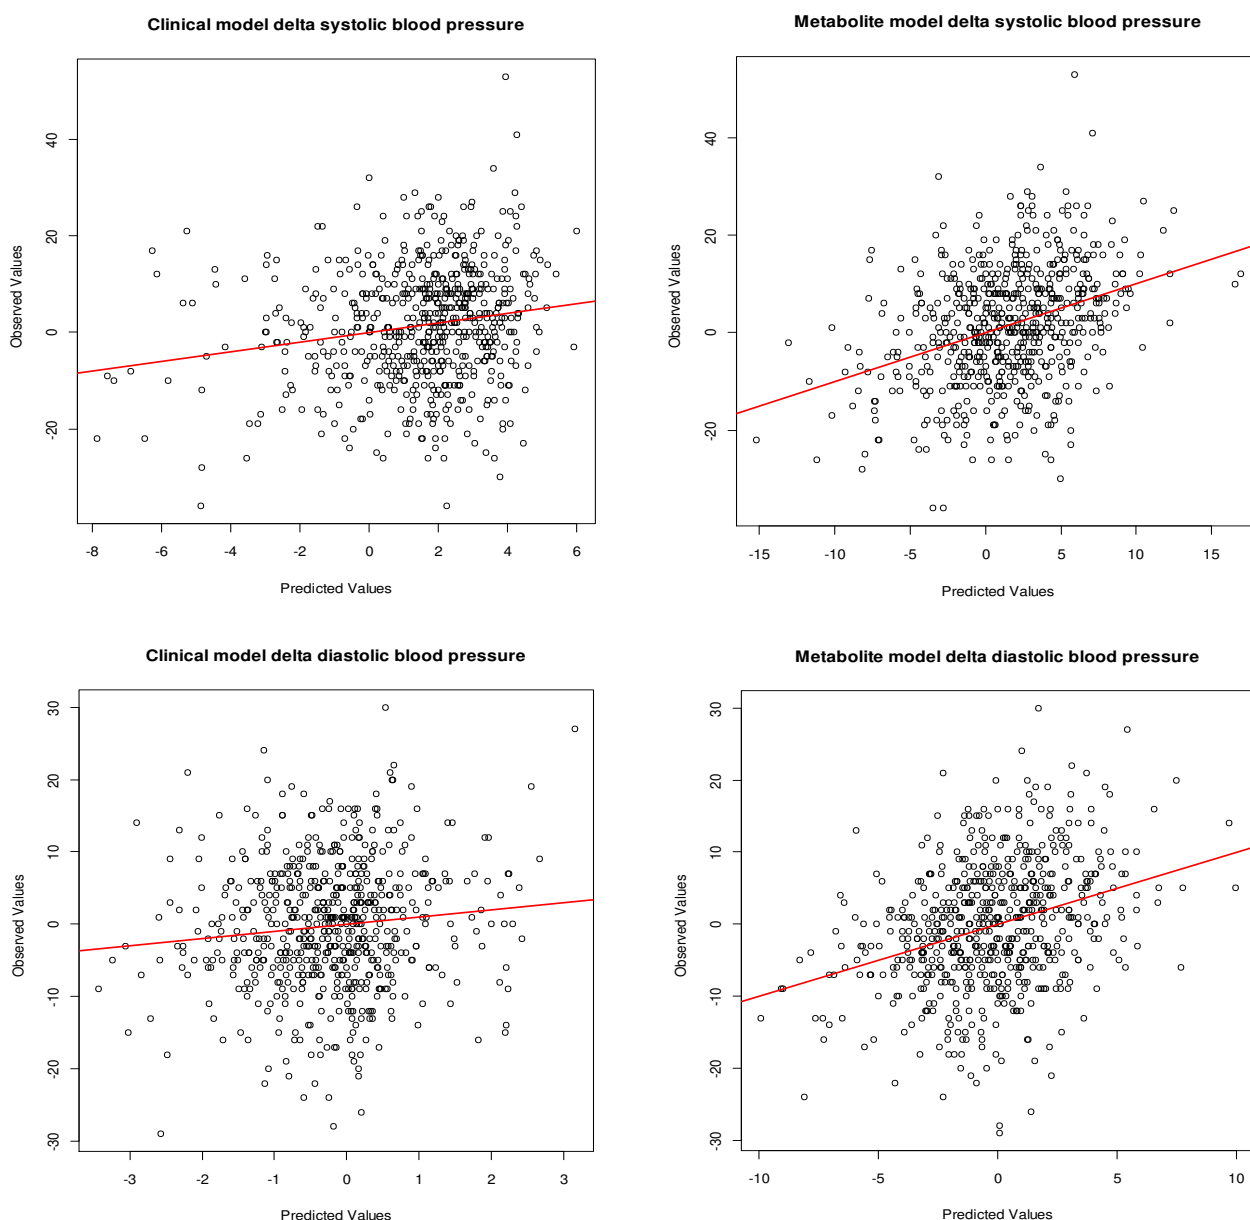 Clinical model delta systolic blood pressure
Observed Values
40
20
0
-20
-8 -6 -4 -2 0 2 4 6
Predicted Values
Metabolite model delta systolic blood pressure
Observed Values
40
20
0
-20
-15 -10 -5 0 5 10 15
Predicted Values
Clinical model delta diastolic blood pressure
Observed Values
30
20
10
0
-10
-20
-30
-3 -2 -1 0 1 2 3
Predicted Values
Metabolite model delta diastolic blood pressure
Observed Values
30
20
10
0
-10
-20
-30
-10 -5 0 5 10
Predicted Values